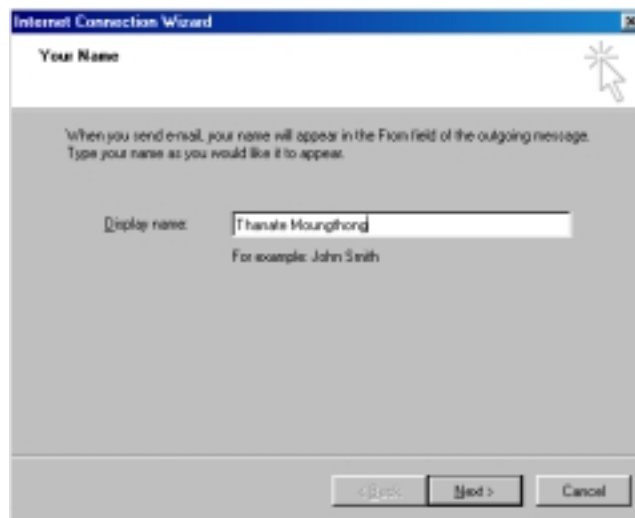 Internet Connection Wizard
Your Name
When you send e-mail, your name will appear in the From field of the outgoing message.
Type your name as you would like it to appear.
Display name: Thanate Moungthong
For example: John Smith
< Back Next > Cancel